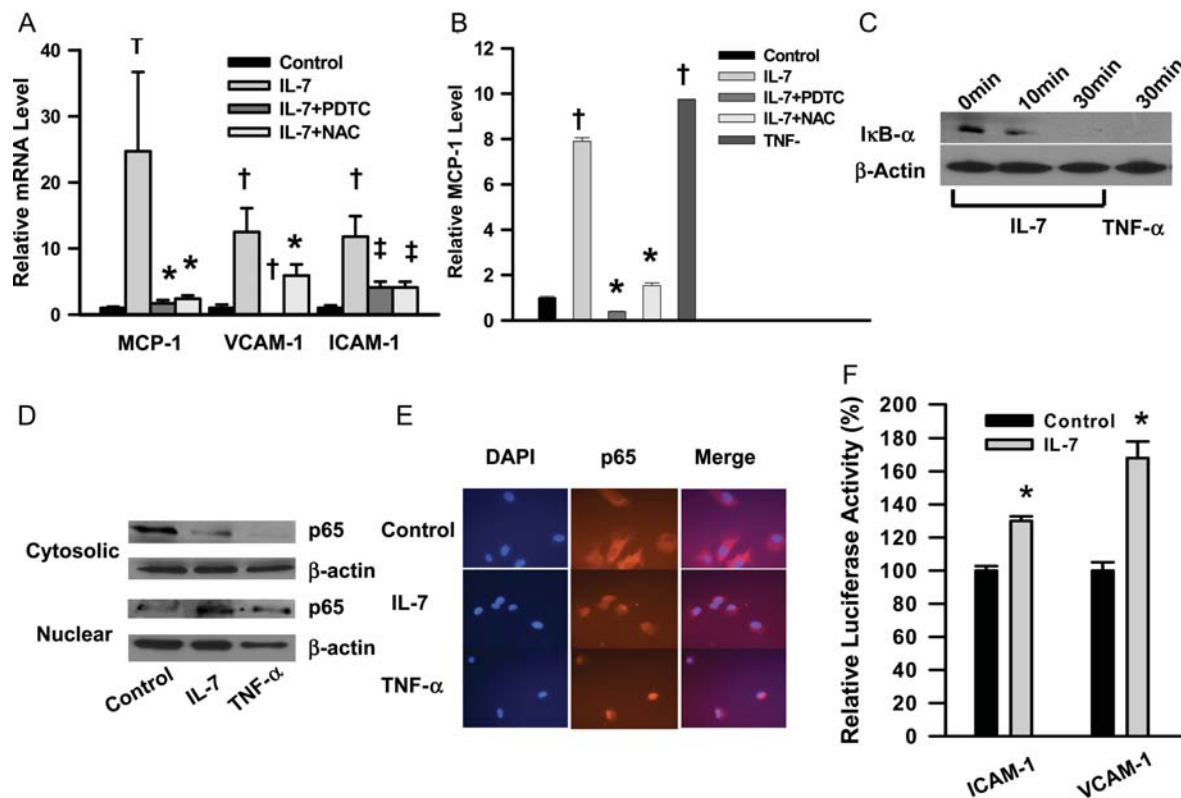 A
Relative mRNA Level
40
30
20
10
0
T
* *
†
†
*
†
‡
‡
Control
IL-7
IL-7+PDTC
IL-7+NAC
MCP-1 VCAM-1 ICAM-1
B
Relative MCP-1 Level
12
10
8
6
4
2
0
†
*
*
†
Control
IL-7
IL-7+PDTC
IL-7+NAC
TNF-
C
0min 10min 30min 30min
IκB-α
β-Actin
IL-7 TNF-α
D
Cytosolic
p65
β-actin
Nuclear
p65
β-actin
Control IL-7 TNF-α
E
DAPI p65 Merge
Control
IL-7
TNF-α
F
Relative Luciferase Activity (%)
200
180
160
140
120
100
80
60
40
20
0
Control
IL-7
*
*
ICAM-1 VCAM-1